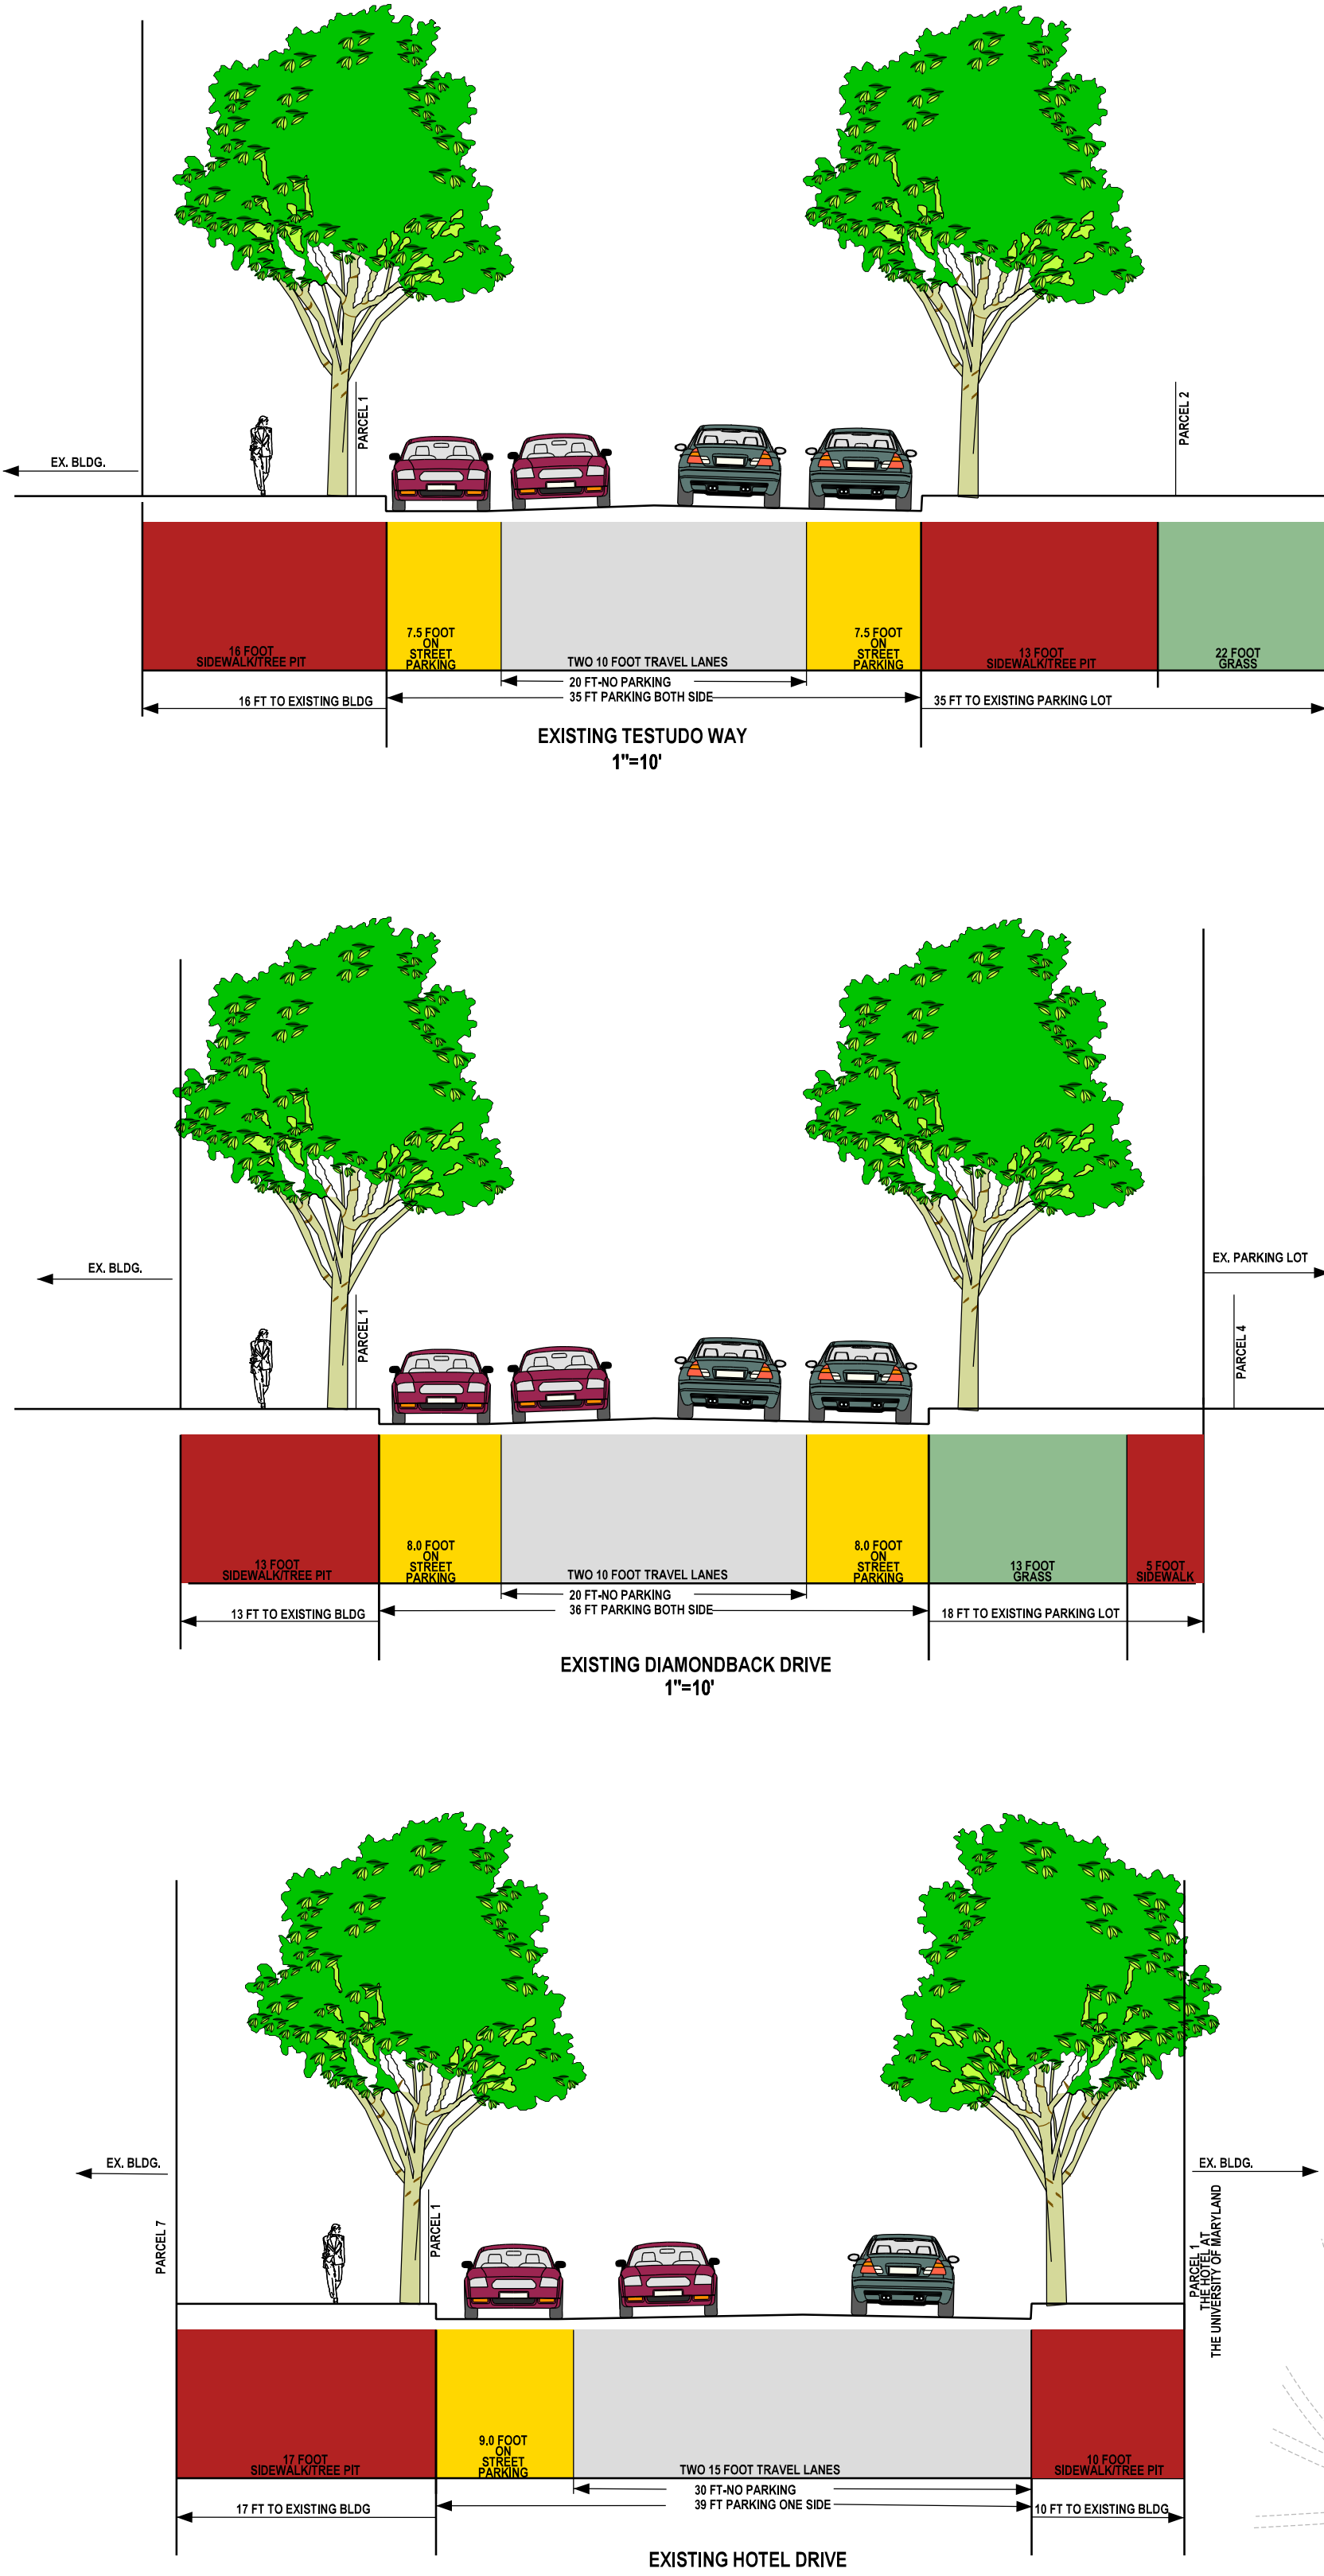 PARCEL 1
PARCEL 2
EX. BLDG.
16 FOOT
SIDEWALK/TREE PIT
7.5 FOOT
ON
STREET
PARKING
TWO 10 FOOT TRAVEL LANES
7.5 FOOT
ON
STREET
PARKING
13 FOOT
SIDEWALK/TREE PIT
22 FOOT
GRASS
20 FT-NO PARKING
16 FT TO EXISTING BLDG
35 FT PARKING BOTH SIDE
35 FT TO EXISTING PARKING LOT
EXISTING TESTUDO WAY
1"=10'
EX. BLDG.
EX. PARKING LOT
PARCEL 1
PARCEL 4
13 FOOT
SIDEWALK/TREE PIT
8.0 FOOT
ON
STREET
PARKING
TWO 10 FOOT TRAVEL LANES
8.0 FOOT
ON
STREET
PARKING
13 FOOT
GRASS
5 FOOT
SIDEWALK
20 FT-NO PARKING
13 FT TO EXISTING BLDG
36 FT PARKING BOTH SIDE
18 FT TO EXISTING PARKING LOT
EXISTING DIAMONDBACK DRIVE
1"=10'
EX. BLDG.
EX. BLDG.
PARCEL 7
PARCEL 1
PARCEL 1
THE HOTEL AT
THE UNIVERSITY OF MARYLAND
17 FOOT
SIDEWALK/TREE PIT
9.0 FOOT
ON
STREET
PARKING
TWO 15 FOOT TRAVEL LANES
10 FOOT
SIDEWALK/TREE PIT
30 FT-NO PARKING
17 FT TO EXISTING BLDG
39 FT PARKING ONE SIDE
10 FT TO EXISTING BLDG
EXISTING HOTEL DRIVE